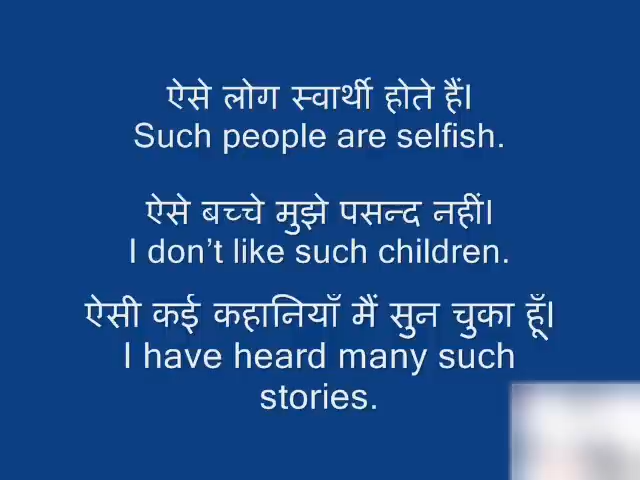 ऐसे लोग स्वार्थी होते हैं।
Such people are selfish.
ऐसे बच्चे मुझे पसन्द नहीं।
I don’t like such children.
ऐसी कई कहानियाँ मैं सुन चुका हूँ।
I have heard many such
stories.